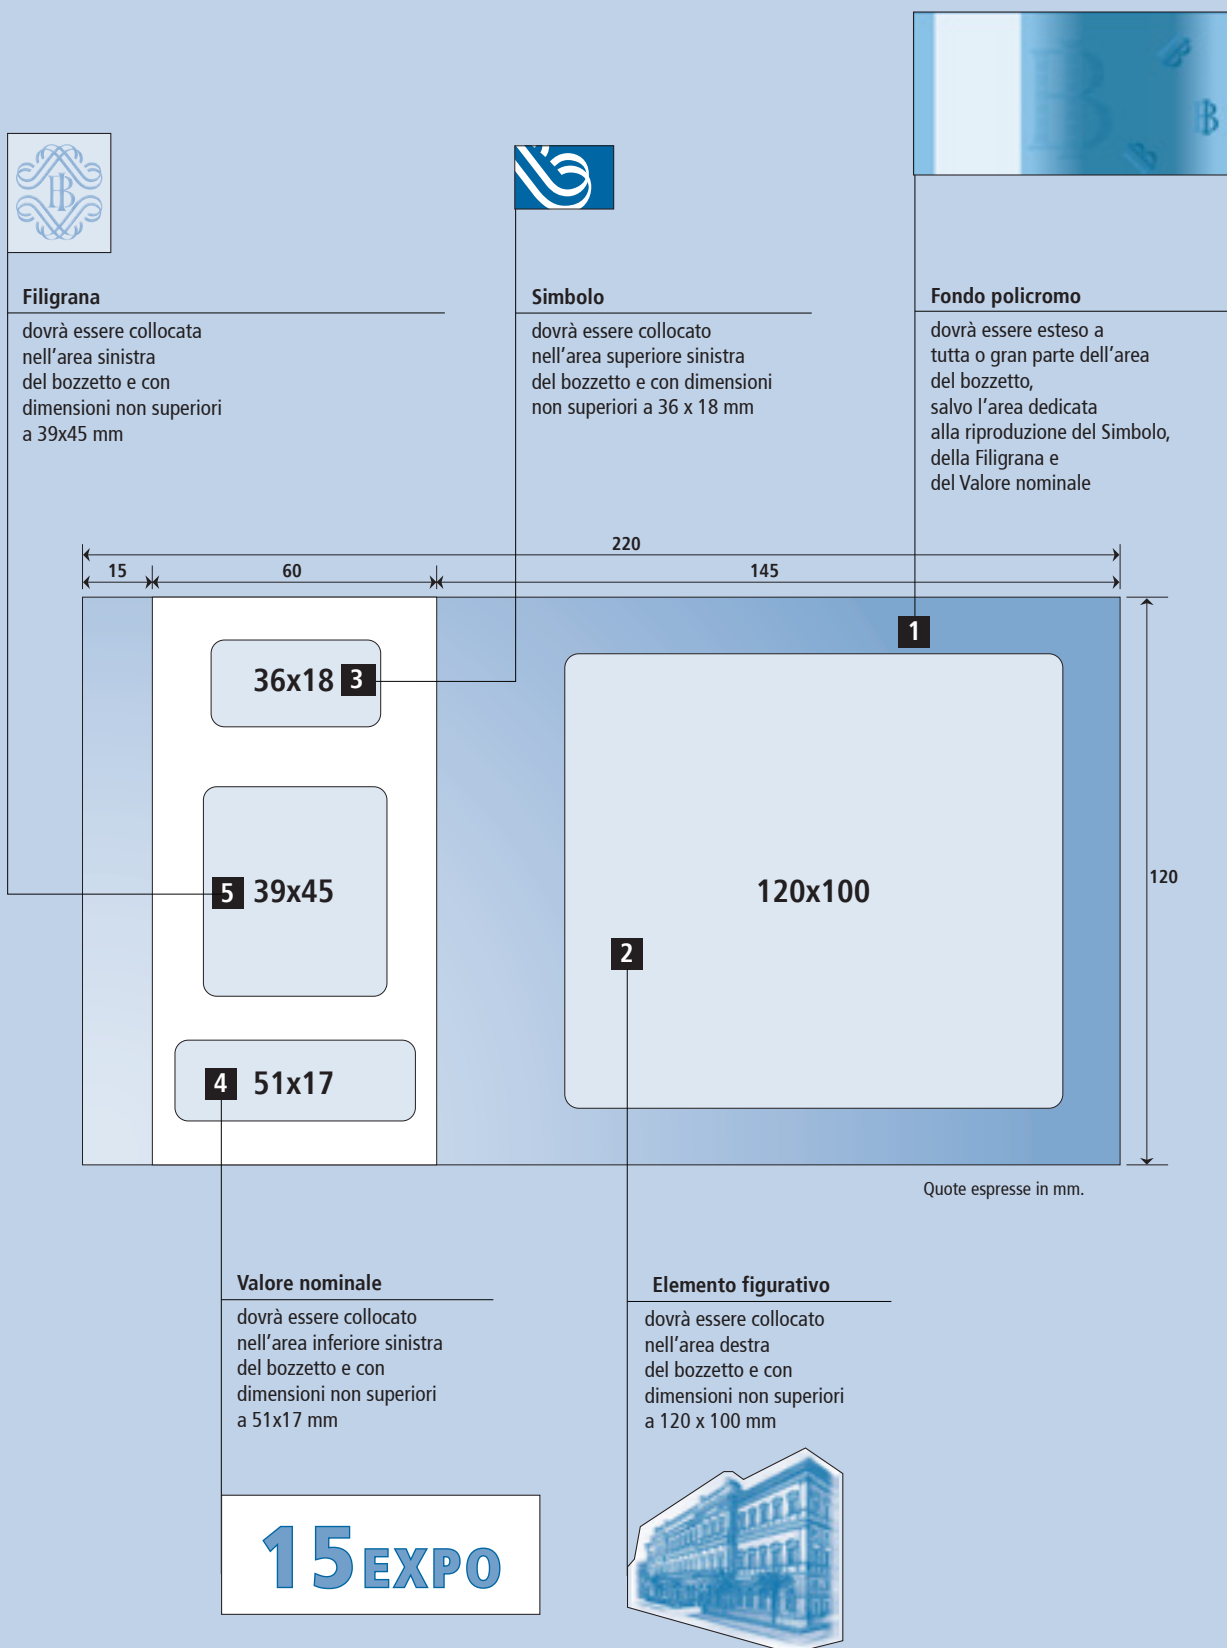 Filigrana
dovrà essere collocata
nell'area sinistra
del bozzetto e con
dimensioni non superiori
a 39x45 mm
Simbolo
dovrà essere collocato
nell'area superiore sinistra
del bozzetto e con dimensioni
non superiori a 36 x 18 mm
Fondo policromo
dovrà essere esteso a
tutta o gran parte dell'area
del bozzetto,
salvo l'area dedicata
alla riproduzione del Simbolo,
della Filigrana e
del Valore nominale
220
15 60 145
1
36x18 3
5 39x45
120x100
120
2
4 51x17
Quote espresse in mm.
Valore nominale
dovrà essere collocato
nell'area inferiore sinistra
del bozzetto e con
dimensioni non superiori
a 51x17 mm
Elemento figurativo
dovrà essere collocato
nell'area destra
del bozzetto e con
dimensioni non superiori
a 120 x 100 mm
15 EXPO